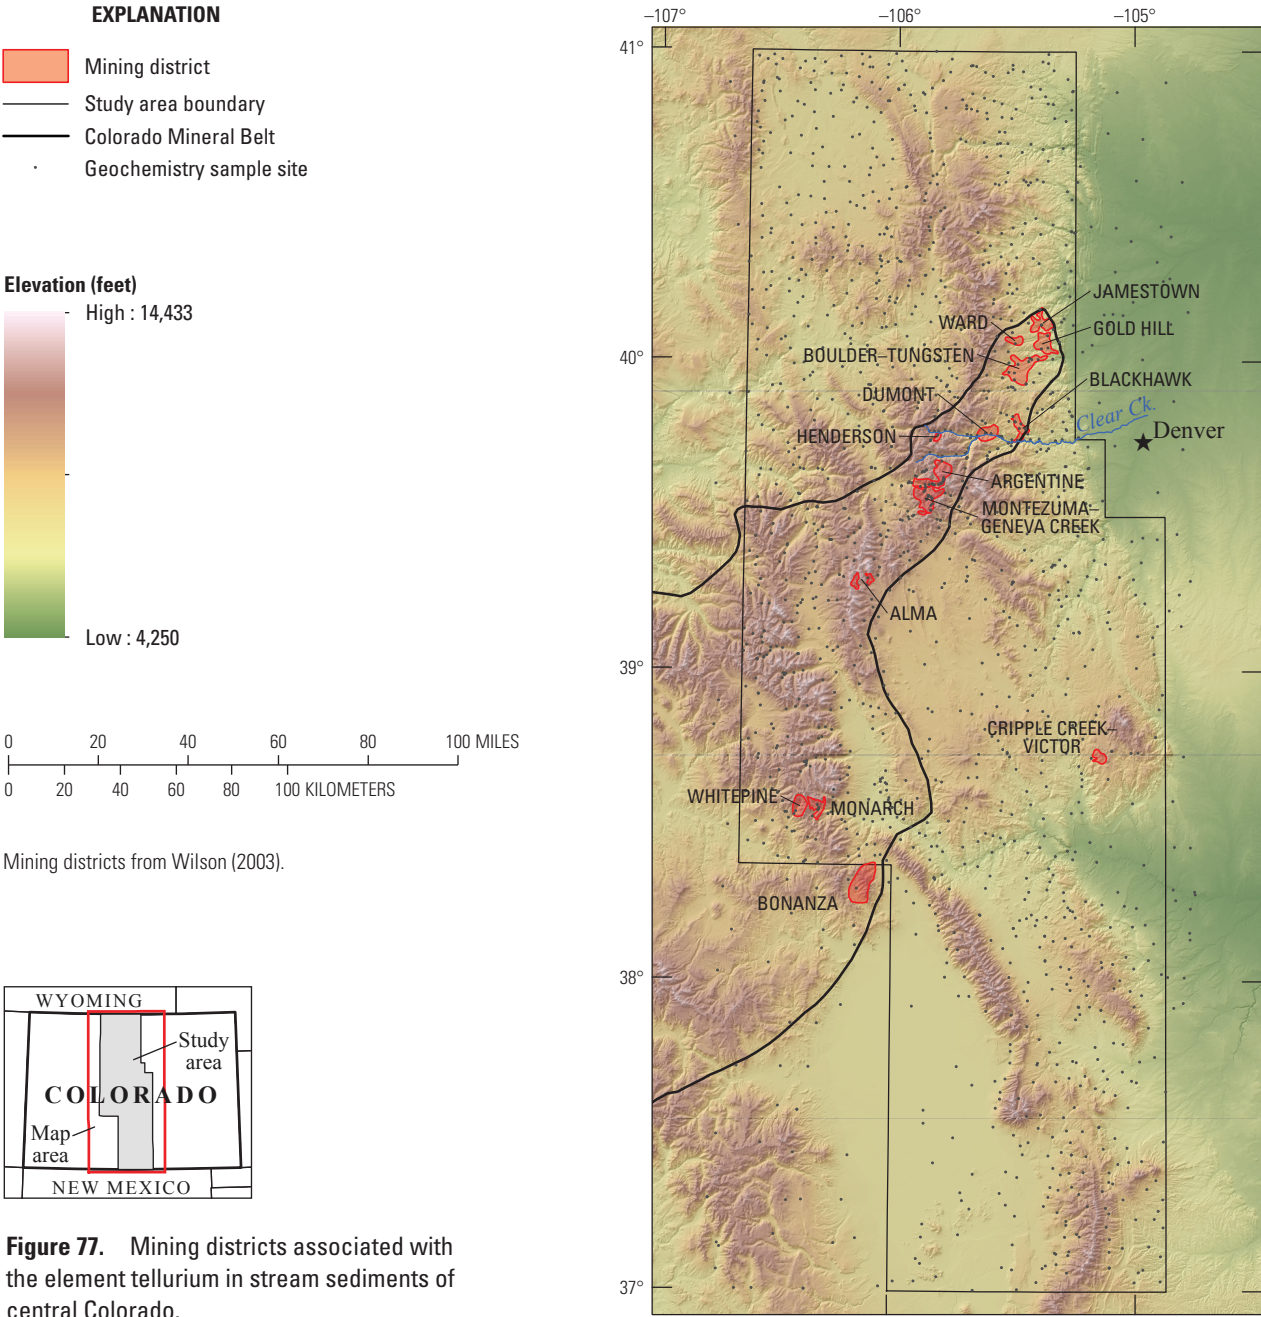 EXPLANATION
Mining district
Study area boundary
Colorado Mineral Belt
Geochemistry sample site
Elevation (feet)
High : 14,433
Low : 4,250
0 20 40 60 80 100 MILES
0 20 40 60 80 100 KILOMETERS
Mining districts from Wilson (2003).
WYOMING
Study
area
COLORADO
Map
area
NEW MEXICO
Figure 77. Mining districts associated with
the element tellurium in stream sediments of
central Colorado.
–107° –106° –105°
41°
40°
39°
38°
37°
JAMESTOWN
WARD
GOLD HILL
BOULDER–TUNGSTEN
BLACKHAWK
DUMONT
Clear Ck.
HENDERSON
Denver
ARGENTINE
MONTEZUMA–
GENEVA CREEK
ALMA
CRIPPLE CREEK–
VICTOR
WHITEPINE
MONARCH
BONANZA